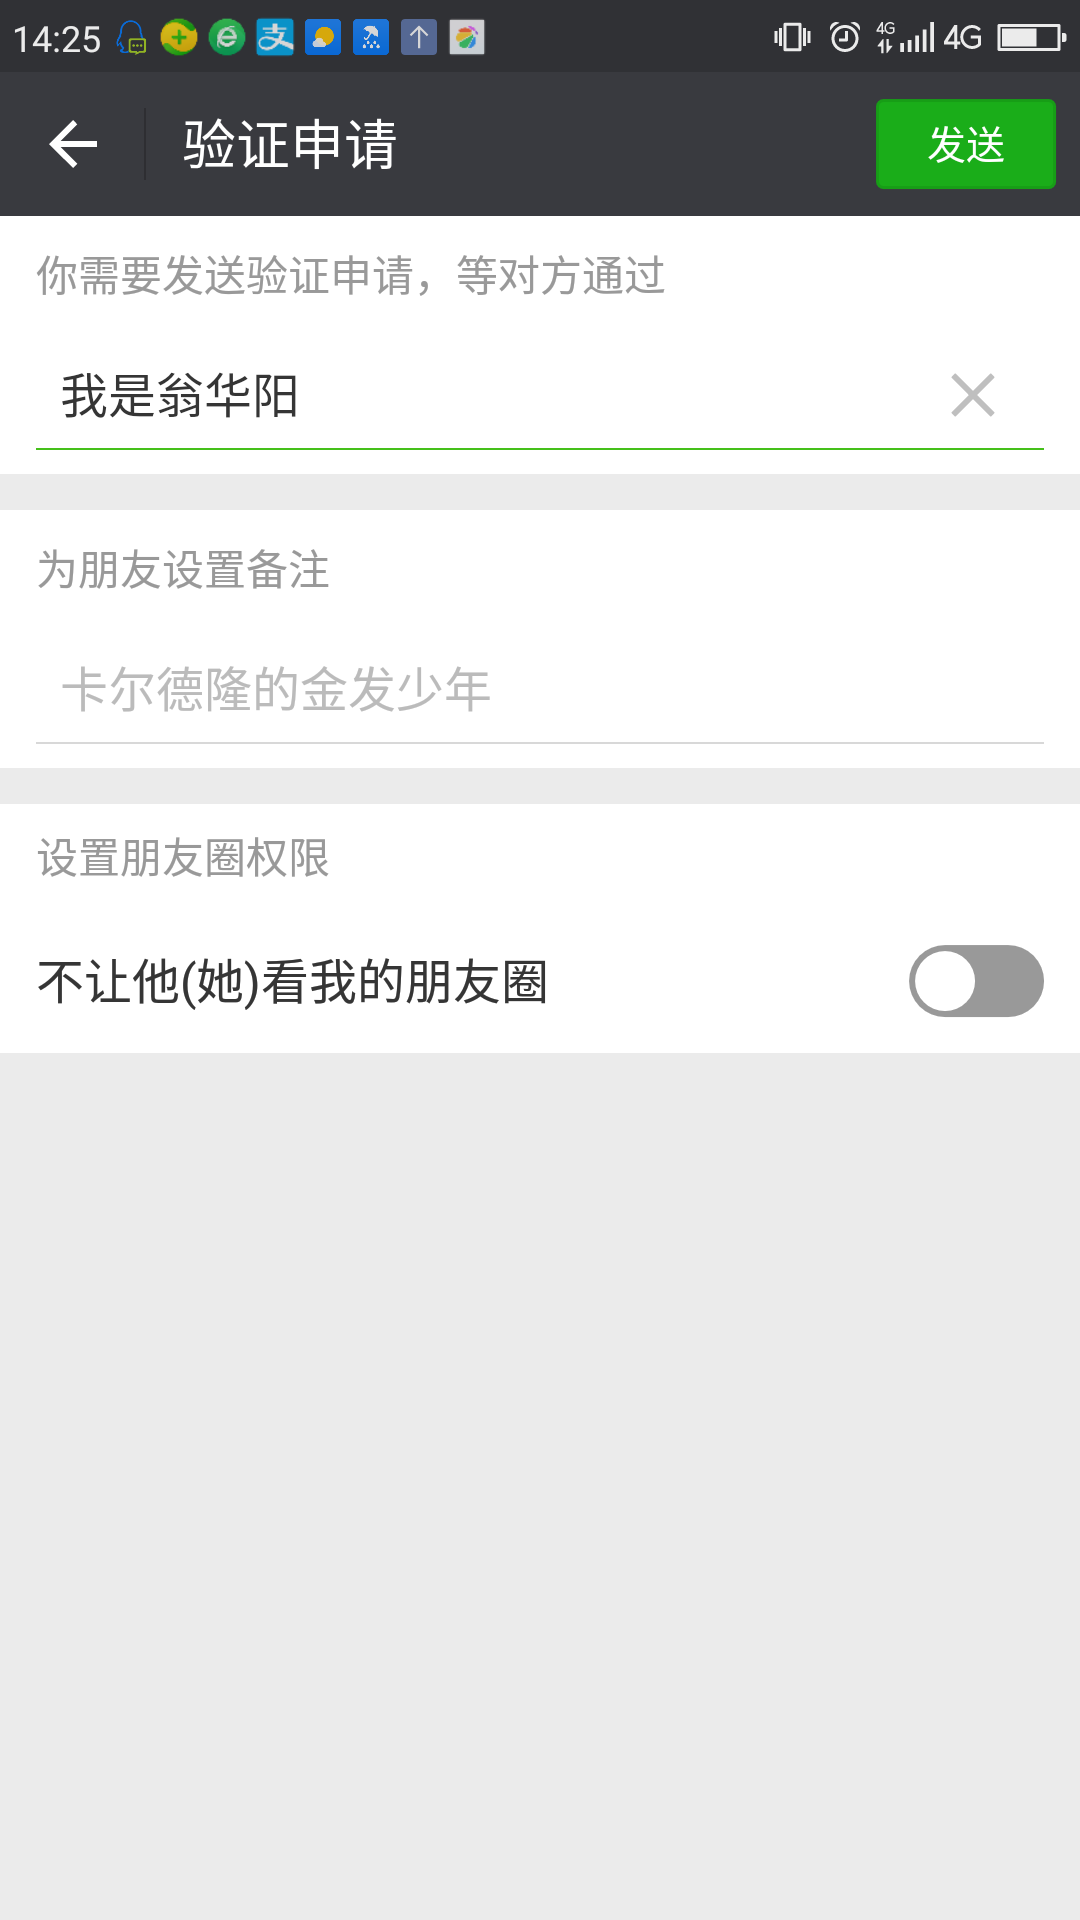 14:25
4G
4G
验证申请
发送
你需要发送验证申请，等对方通过
我是翁华阳
为朋友设置备注
卡尔德隆的金发少年
设置朋友圈权限
不让他(她)看我的朋友圈